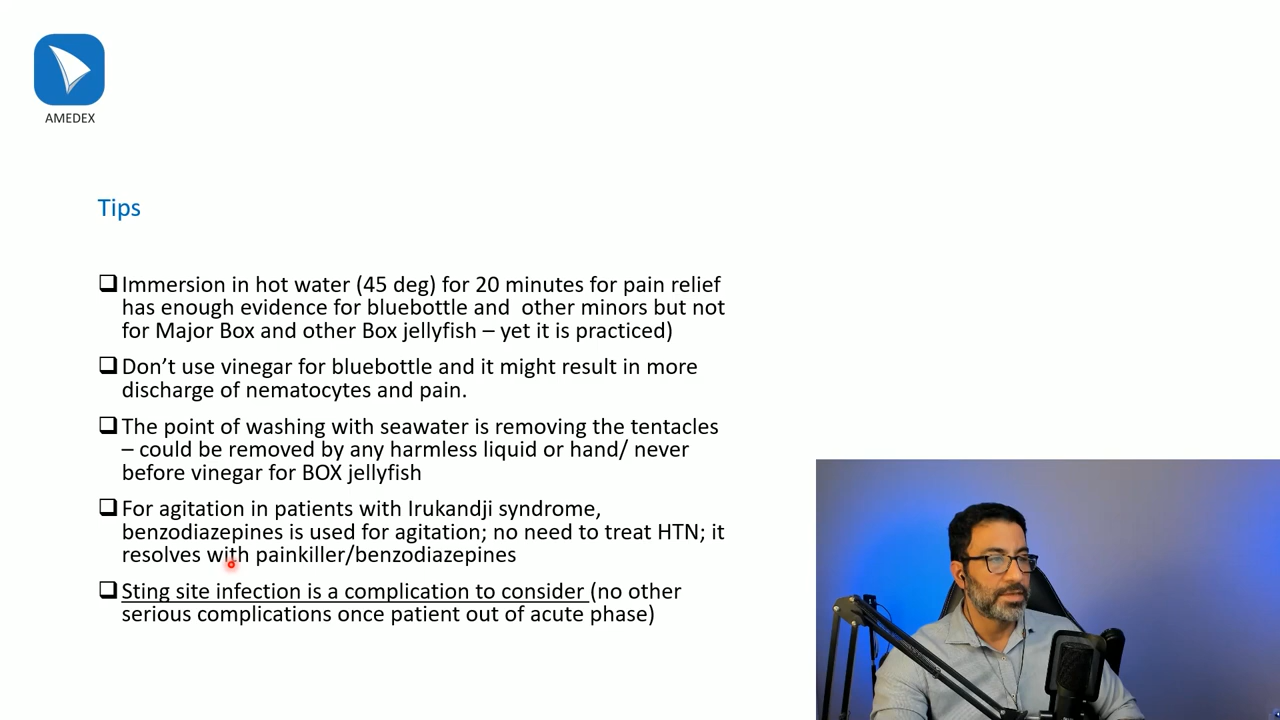 AMEDEX
Tips
Immersion in hot water (45 deg) for 20 minutes for pain relief
has enough evidence for bluebottle and other minors but not
for Major Box and other Box jellyfish – yet it is practiced)
Don't use vinegar for bluebottle and it might result in more
discharge of nematocytes and pain.
The point of washing with seawater is removing the tentacles
– could be removed by any harmless liquid or hand/ never
before vinegar for BOX jellyfish
For agitation in patients with Irukandji syndrome,
benzodiazepines is used for agitation; no need to treat HTN; it
resolves with painkiller/benzodiazepines
Sting site infection is a complication to consider (no other
serious complications once patient out of acute phase)